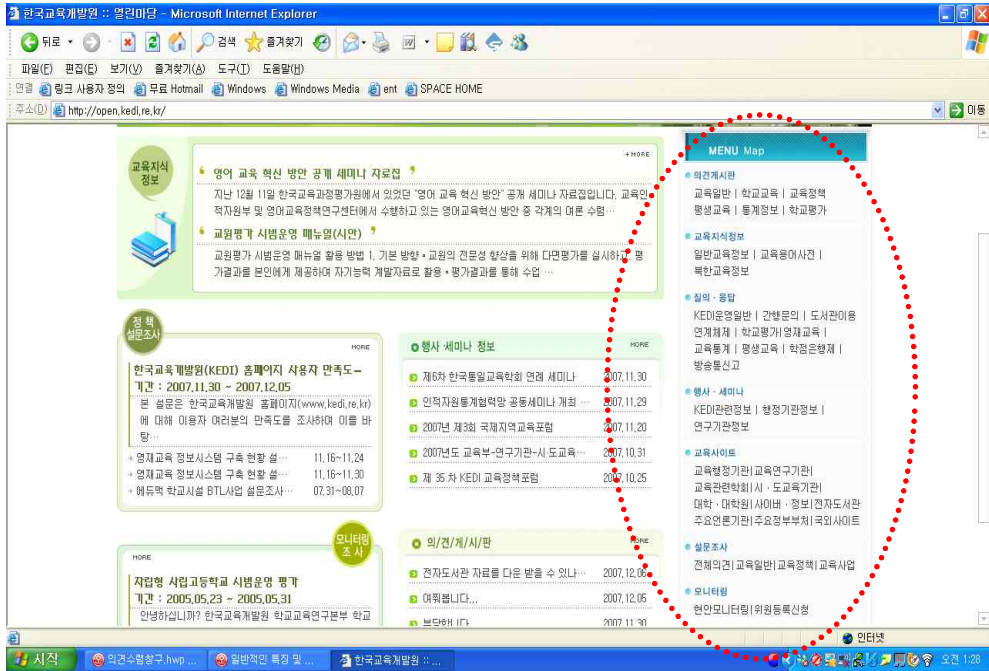 한국교육개발원 :: 열린마당 - Microsoft Internet Explorer
뒤로 검색 즐겨찾기
파일(F) 편집(E) 보기(V) 즐겨찾기(A) 도구(T) 도움말(H)
연결 링크 사용자 정의 무료 Hotmail Windows Windows Media ent SPACE HOME
주소(D) http://open.kedi.re.kr/ 이동
교육지식
정보
+MORE
영어 교육 혁신 방안 공개 세미나 자료집
지난 12월 11일 한국교육과정평가원에서 있었던 "영어 교육 혁신 방안" 공개 세미나 자료집입니다. 교육인
적자원부 및 영어교육정책연구센터에서 수행하고 있는 영어교육혁신 방안 중 각계의 여론 수렴…
교원평가 시범운영 매뉴얼(시안)
교원평가 시범운영 매뉴얼 활용 방법 1. 기본 방향 • 교원의 전문성 향상을 위해 다면평가를 실시하고, 평
가결과를 본인에게 제공하여 자기능력 계발자료로 활용 • 평가결과를 통해 수업 …
정 책
설문조사
MORE
한국교육개발원(KEDI) 홈페이지 사용자 만족도-
기간 : 2007.11.30 ~ 2007.12.05
본 설문은 한국교육개발원 홈페이지(www.kedi.re.kr)
에 대해 이용자 여러분의 만족도를 조사하여 이를 바
탕…
영재교육 정보시스템 구축 현황 설… 11.16~11.24
영재교육 정보시스템 구축 현황 설… 11.16~11.30
에듀맥 학교시설 BTL사업 설문조사… 07.31~08.07
행사 세미나 정보 MORE
제6차 한국통일교육학회 연례 세미나 2007.11.30
인적자원통계협력망 공동세미나 개최 … 2007.11.29
2007년 제3회 국제지역교육포럼 2007.11.20
2007년도 교육부-연구기관-시·도교육… 2007.10.31
제 35 차 KEDI 교육정책포럼 2007.10.25
모니터링
조 사
MORE
자립형 사립고등학교 시범운영 평가
기간 : 2005.05.23 ~ 2005.05.31
안녕하십니까? 한국교육개발원 학교교육연구본부 학교
의/견/게/시/판 MORE
전자도서관 자료를 다운 받을 수 있나… 2007.12.06
여쭤봅니다... 2007.12.05
부탁합니다 2007.11.30
MENU Map
의견게시판
교육일반 | 학교교육 | 교육정책
평생교육 | 통계정보 | 학교평가
교육지식정보
일반교육정보 | 교육용어사전 |
북한교육정보
질의 · 응답
KEDI운영일반 | 간행문의 | 도서관이용
연계체제 | 학교평가|영재교육 |
교육통계 | 평생교육 | 학점은행제 |
방송통신고
행사 · 세미나
KEDI관련정보 | 행정기관정보 |
연구기관정보
교육사이트
교육행정기관|교육연구기관|
교육관련학회|시 · 도교육기관|
대학 · 대학원|사이버 · 정보|전자도서관
주요언론기관|주요정부부처|국외사이트
설문조사
전체의견|교육일반|교육정책|교육사업
모니터링
현안모니터링|위원등록신청
인터넷
시작 의견수렴창구.hwp ... 일반적인 특징 및 ... 한국교육개발원 :: ... 오전 1:28